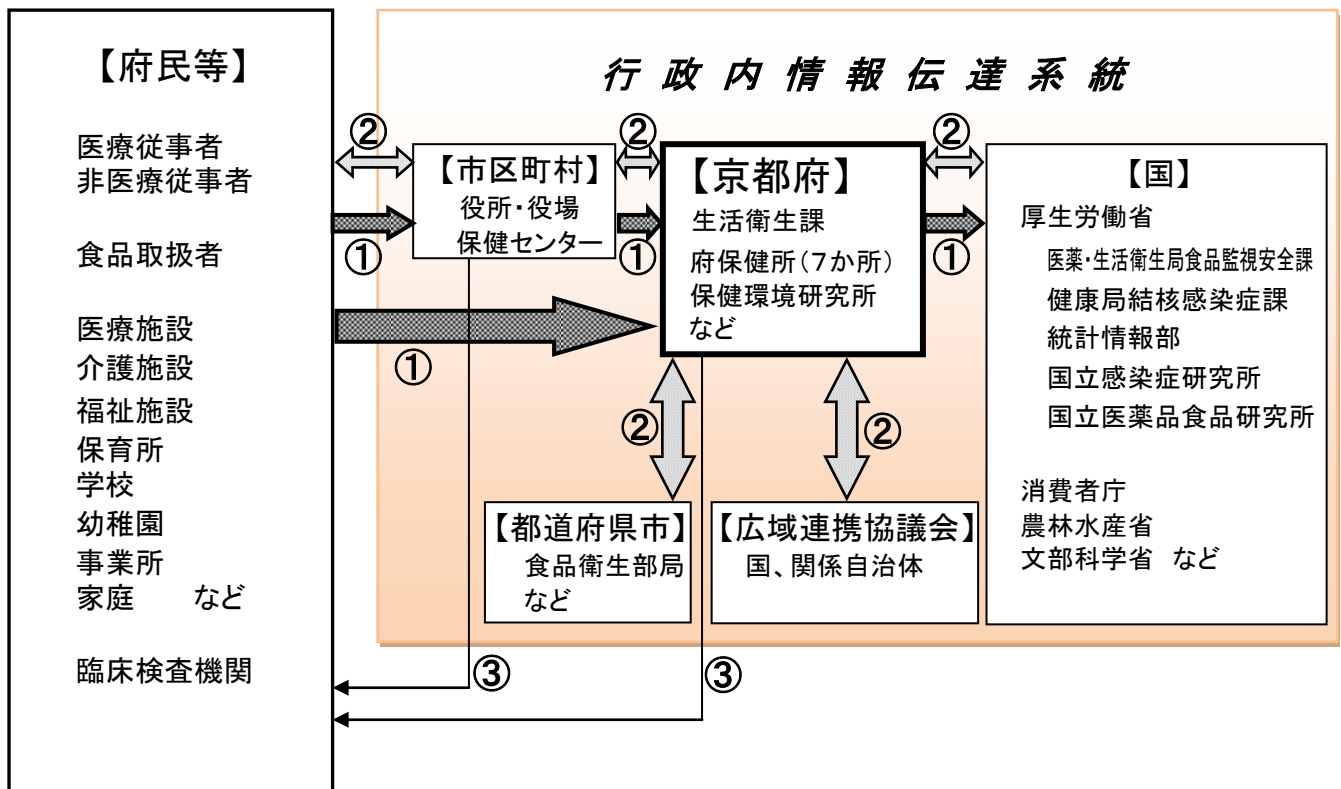 【府民等】
医療従事者
非医療従事者
食品取扱者
医療施設
介護施設
福祉施設
保育所
学校
幼稚園
事業所
家庭　　など
臨床検査機関
行政内情報伝達系統
②
②
②
【市区町村】
役所・役場
保健センター
①
①
①
①
【京都府】
生活衛生課
府保健所（７か所）
保健環境研究所
など
【国】
厚生労働省
医薬・生活衛生局食品監視安全課
健康局結核感染症課
統計情報部
国立感染症研究所
国立医薬品食品研究所
消費者庁
農林水産省
文部科学省　など
②
②
【都道府県市】
食品衛生部局
など
【広域連携協議会】
国、関係自治体
③
③